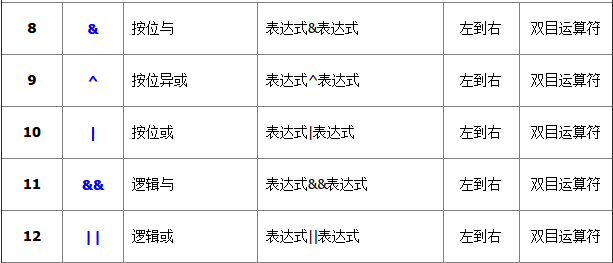 8 & 按位与 表达式&表达式 左到右 双目运算符
9 ^ 按位异或 表达式^表达式 左到右 双目运算符
10 | 按位或 表达式|表达式 左到右 双目运算符
11 && 逻辑与 表达式&&表达式 左到右 双目运算符
12 || 逻辑或 表达式||表达式 左到右 双目运算符